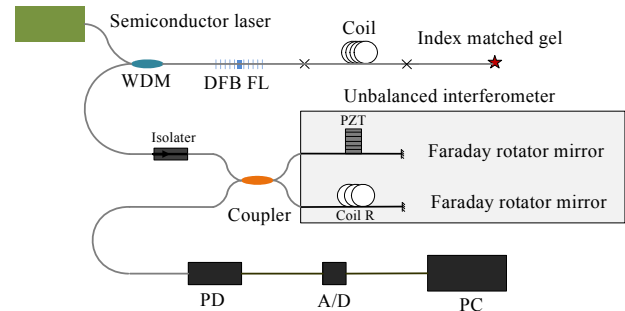 Semiconductor laser
Coil
Index matched gel
WDM
DFB FL
Unbalanced interferometer
PZT
Isolater
Faraday rotator mirror
Coupler
Coil R
Faraday rotator mirror
PD
A/D
PC